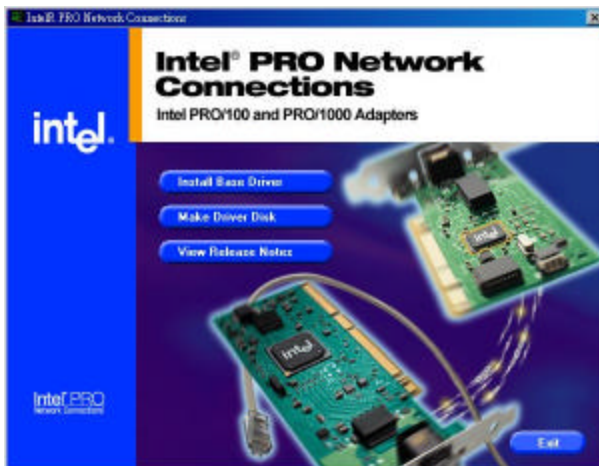 IntelR PRO Network Connections
Intel® PRO Network
Connections
Intel PRO/100 and PRO/1000 Adapters
intel.
Install Base Driver
Make Driver Disk
View Release Notes
intel
intel
Intel PRO
Network Connections
Exit